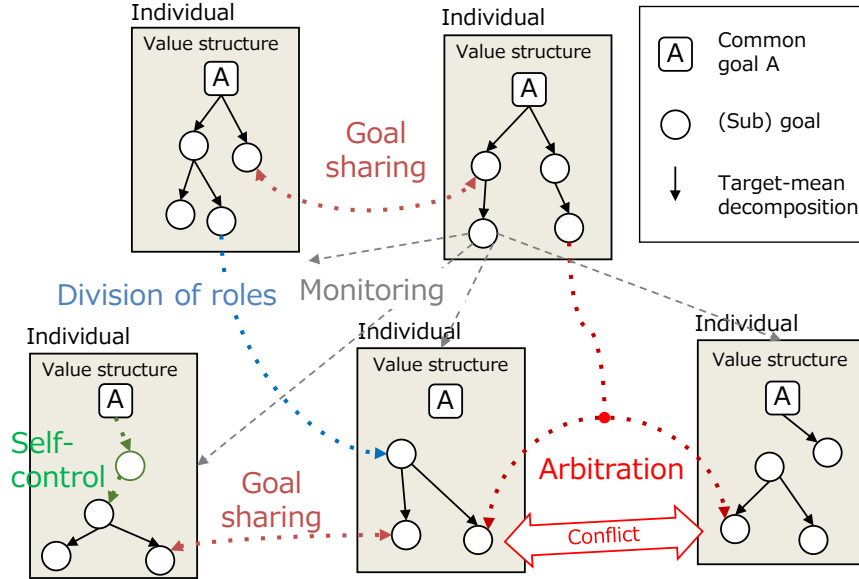 Individual
Value structure
A
Individual
Value structure
A
A
Common
goal A
(Sub) goal
Target-mean
decomposition
Goal
sharing
Division of roles
Monitoring
Individual
Value structure
A
Self-
control
Individual
Value structure
A
Individual
Value structure
A
Goal
sharing
Arbitration
Conflict